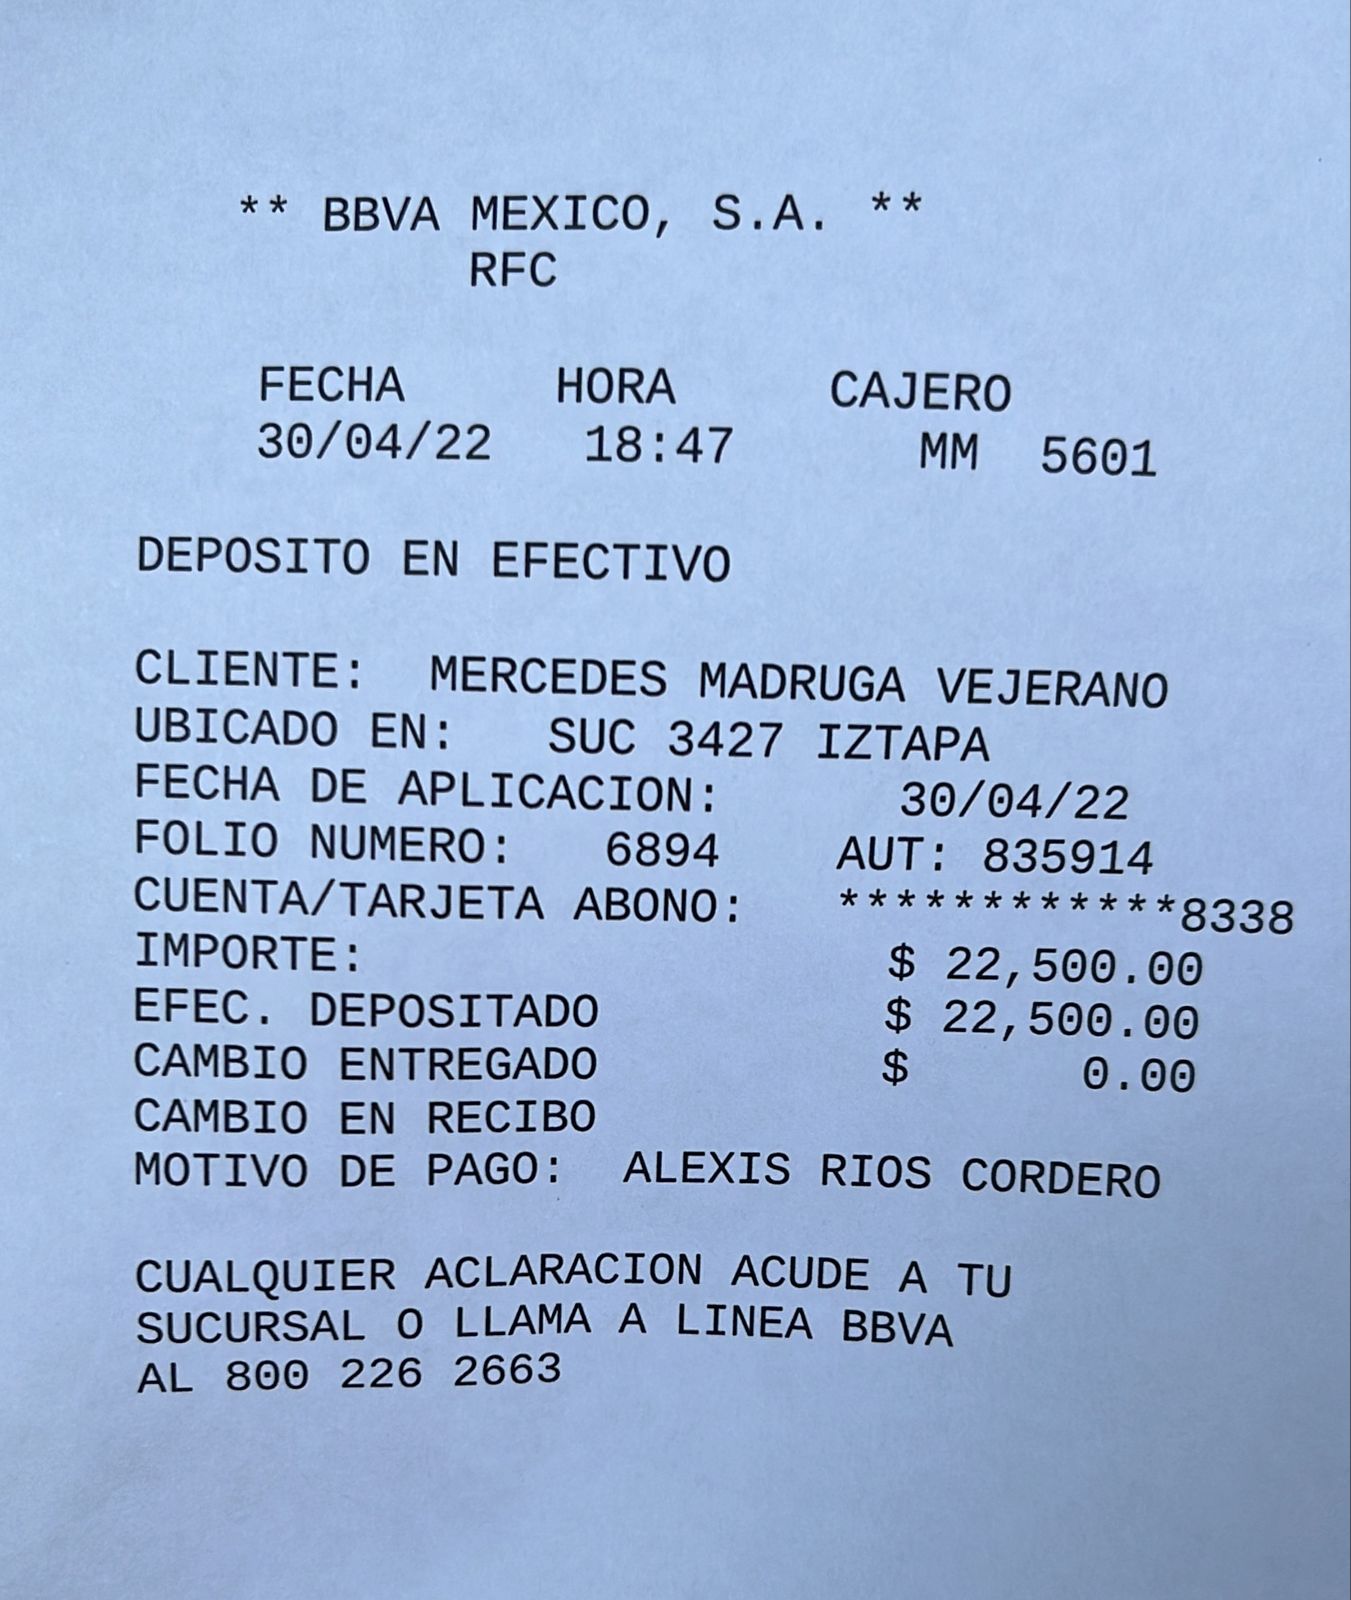 ** BBVA MEXICO, S.A. **
RFC
FECHA HORA CAJERO
30/04/22 18:47 MM 5601
DEPOSITO EN EFECTIVO
CLIENTE: MERCEDES MADRUGA VEJERANO
UBICADO EN: SUC 3427 IZTAPA
FECHA DE APLICACION: 30/04/22
FOLIO NUMERO: 6894 AUT: 835914
CUENTA/TARJETA ABONO: ************8338
IMPORTE: $ 22,500.00
EFEC. DEPOSITADO $ 22,500.00
CAMBIO ENTREGADO $ 0.00
CAMBIO EN RECIBO
MOTIVO DE PAGO: ALEXIS RIOS CORDERO
CUALQUIER ACLARACION ACUDE A TU
SUCURSAL O LLAMA A LINEA BBVA
AL 800 226 2663